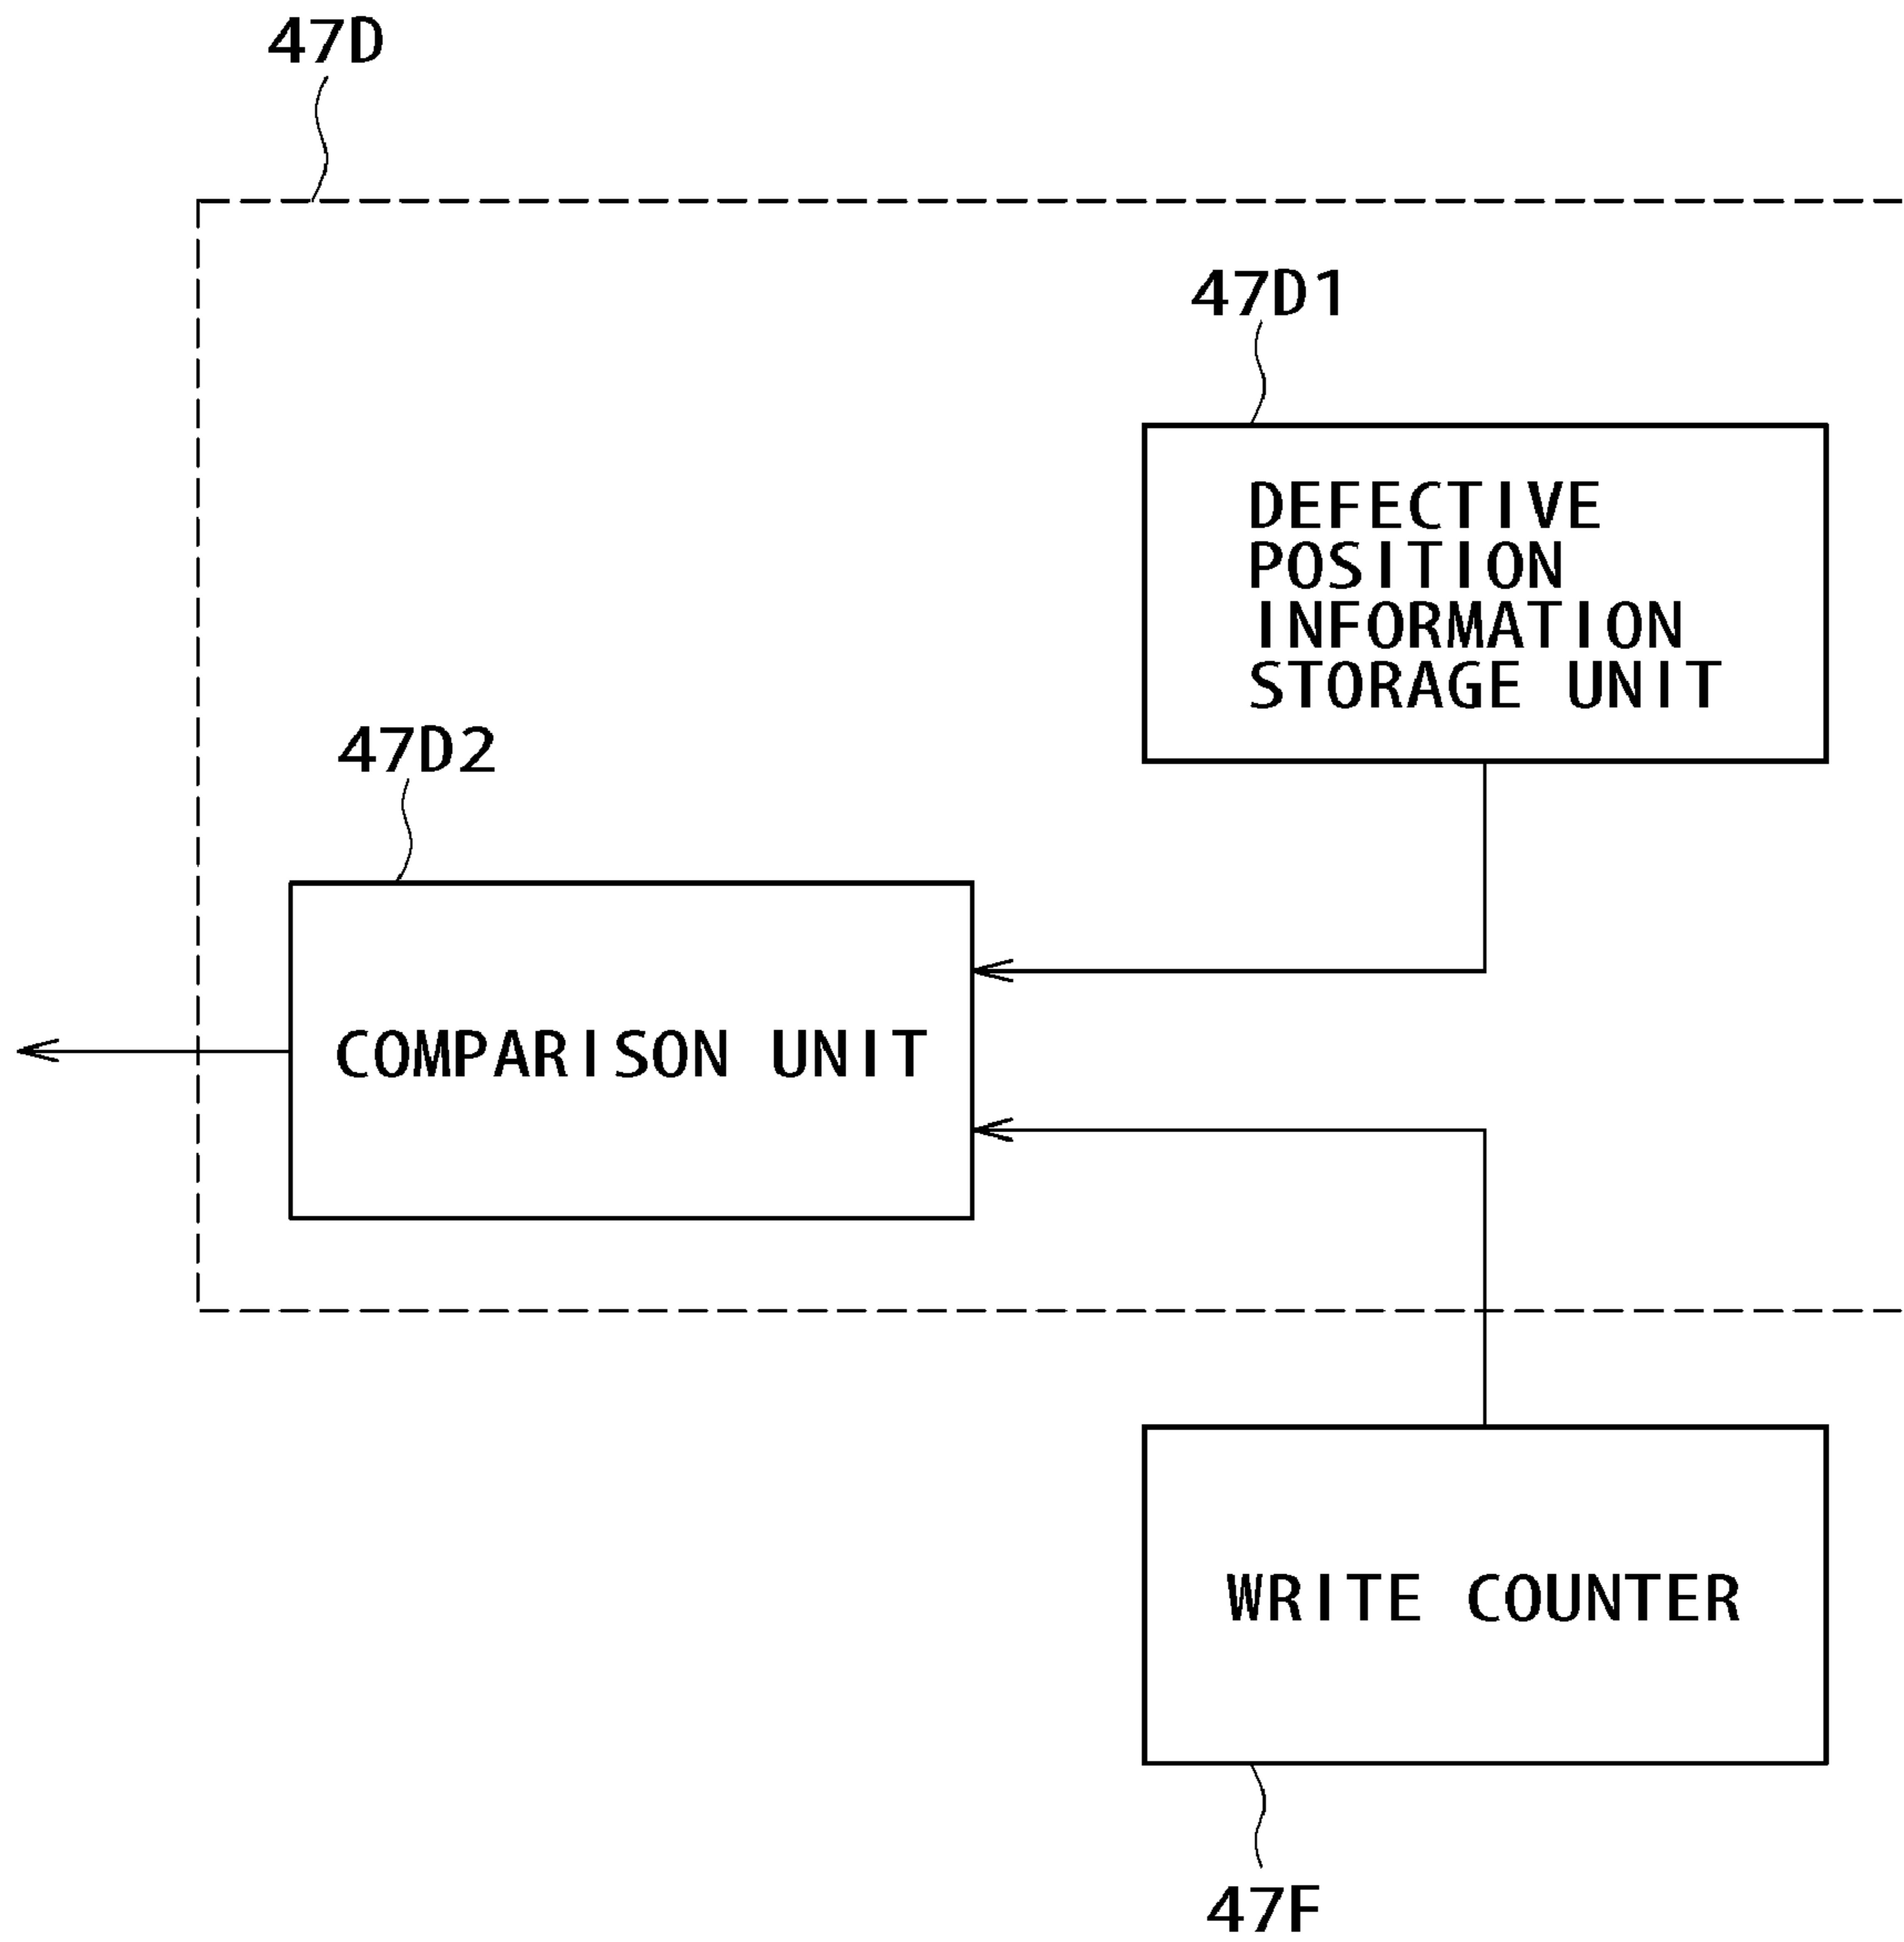 47D
47D1
DEFECTIVE
POSITION
INFORMATION
STORAGE UNIT
47D2
COMPARISON UNIT
WRITE COUNTER
47F